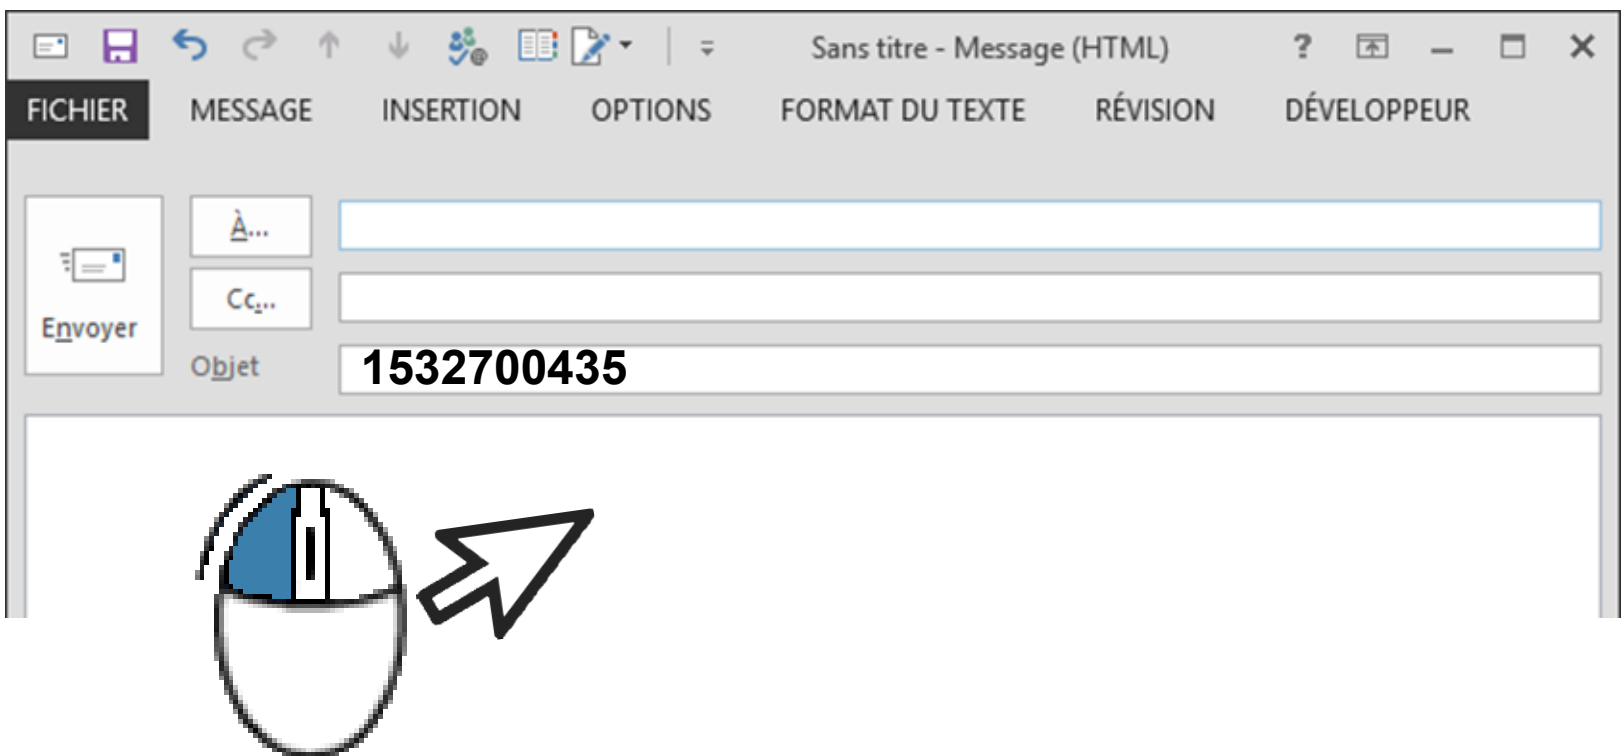 Sans titre - Message (HTML) ?
FICHIER MESSAGE INSERTION OPTIONS FORMAT DU TEXTE RÉVISION DÉVELOPPEUR
À...
Cc...
Envoyer
Objet 1532700435